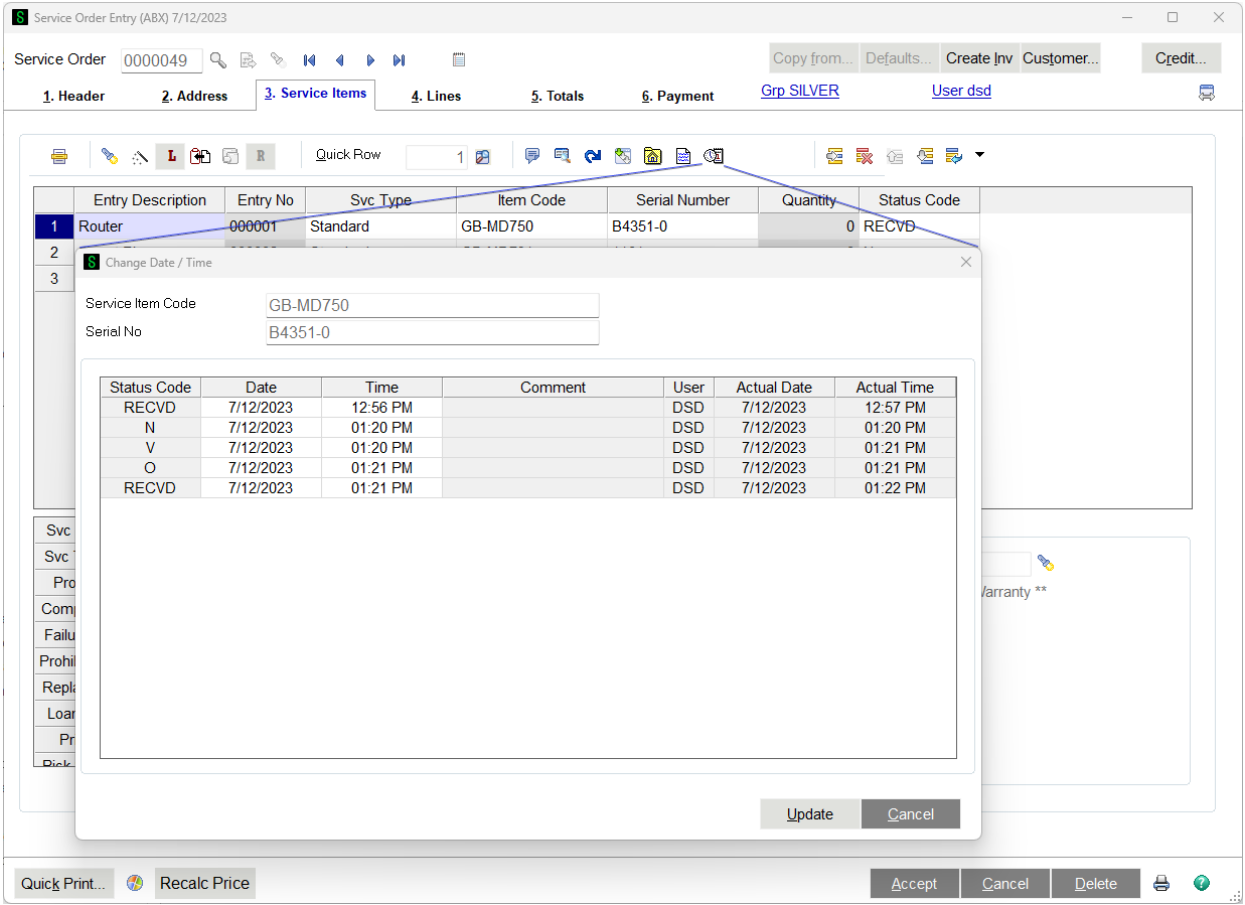 Service Order Entry (ABX) 7/12/2023
Service Order 0000049 Copy from... Defaults... Create Inv Customer... Credit...
1. Header 2. Address 3. Service Items 4. Lines 5. Totals 6. Payment Grp SILVER User dsd
L R Quick Row 1
Entry Description Entry No Svc Type Item Code Serial Number Quantity Status Code
1 Router 000001 Standard GB-MD750 B4351-0 0 RECVD
2
3
S Change Date / Time
Service Item Code GB-MD750
Serial No B4351-0
Status Code Date Time Comment User Actual Date Actual Time
RECVD 7/12/2023 12:56 PM DSD 7/12/2023 12:57 PM
N 7/12/2023 01:20 PM DSD 7/12/2023 01:20 PM
V 7/12/2023 01:20 PM DSD 7/12/2023 01:21 PM
O 7/12/2023 01:21 PM DSD 7/12/2023 01:21 PM
RECVD 7/12/2023 01:21 PM DSD 7/12/2023 01:22 PM
Svc
Svc
Pro
Comp
Failu
Prohi
Repla
Loan
Pr
Warranty **
Update Cancel
Quick Print... Recalc Price Accept Cancel Delete